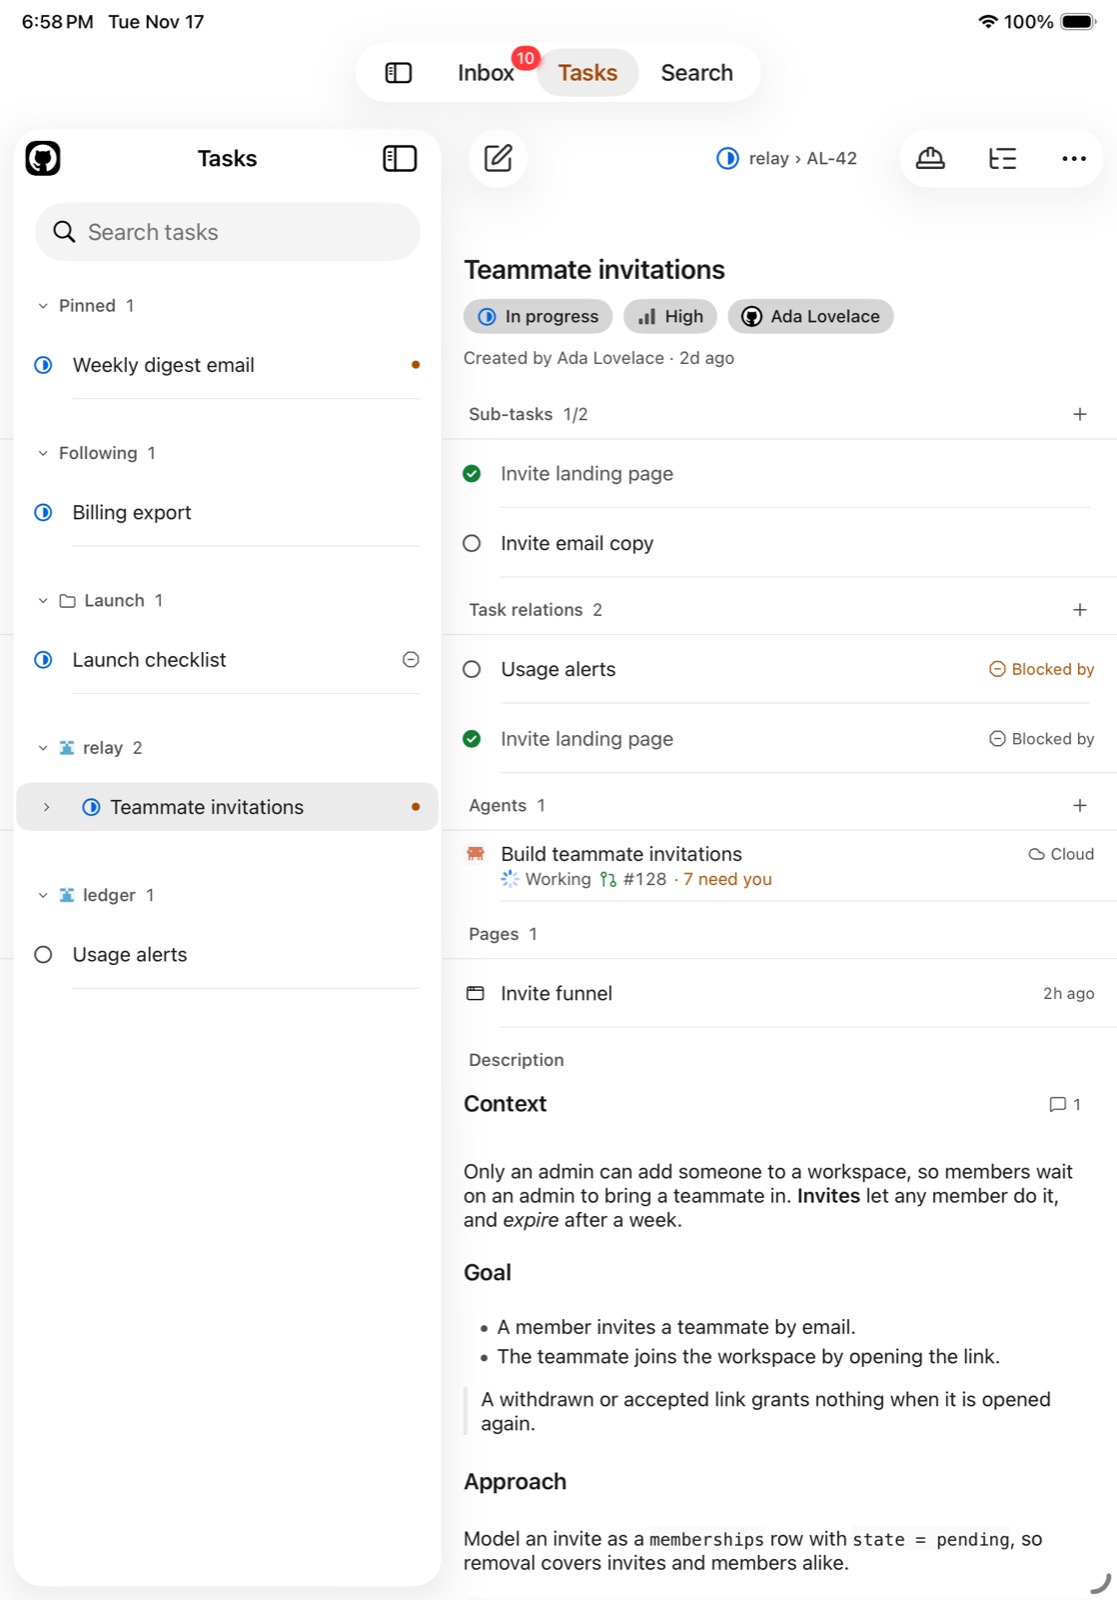 6:58 PM Tue Nov 17
100%
Inbox 10
Tasks
Search
Tasks
Search tasks
Pinned 1
Weekly digest email
Following 1
Billing export
Launch 1
Launch checklist
relay 2
Teammate invitations
ledger 1
Usage alerts
relay › AL-42
Teammate invitations
In progress
High
Ada Lovelace
Created by Ada Lovelace · 2d ago
Sub-tasks 1/2
Invite landing page
Invite email copy
Task relations 2
Usage alerts Blocked by
Invite landing page Blocked by
Agents 1
Build teammate invitations Cloud
Working #128 · 7 need you
Pages 1
Invite funnel 2h ago
Description
Context 1
Only an admin can add someone to a workspace, so members wait
on an admin to bring a teammate in. Invites let any member do it,
and expire after a week.
Goal
• A member invites a teammate by email.
• The teammate joins the workspace by opening the link.
A withdrawn or accepted link grants nothing when it is opened
again.
Approach
Model an invite as a memberships row with state = pending, so
removal covers invites and members alike.